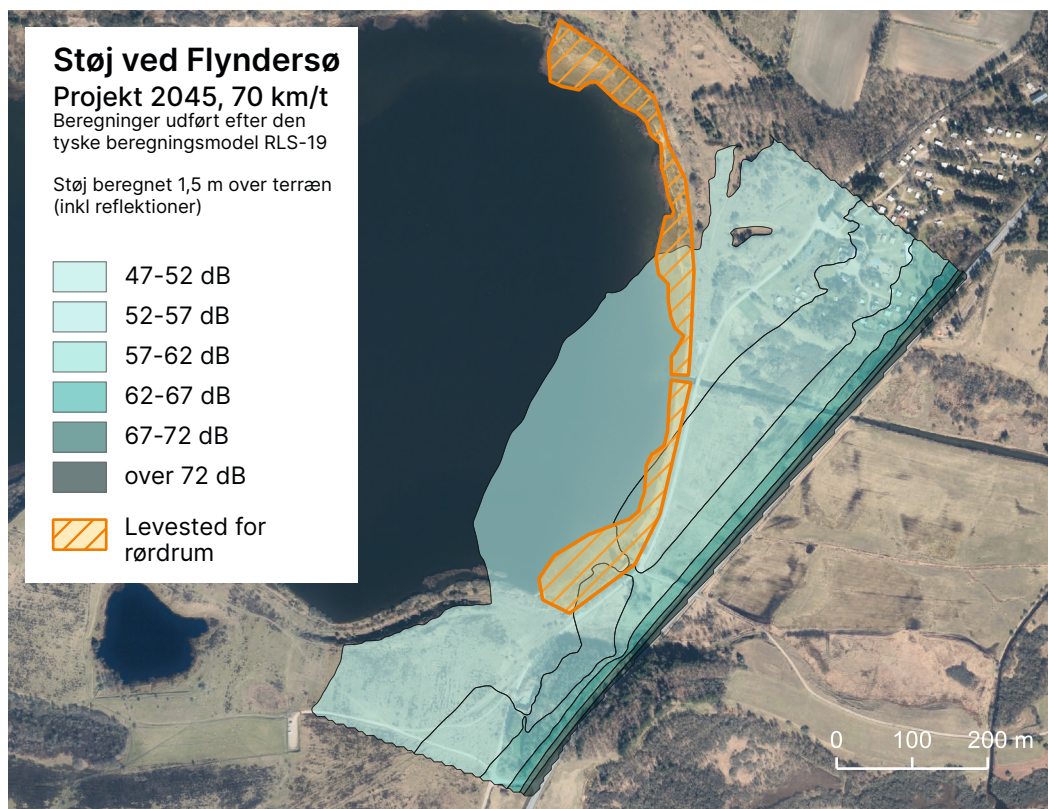 Støj ved Flyndersø
Projekt 2045, 70 km/t
Beregninger udført efter den
tyske beregningsmodel RLS-19
Støj beregnet 1,5 m over terræn
(inkl reflektioner)
47-52 dB
52-57 dB
57-62 dB
62-67 dB
67-72 dB
over 72 dB
Levested for
rørdrum
0 100 200 m